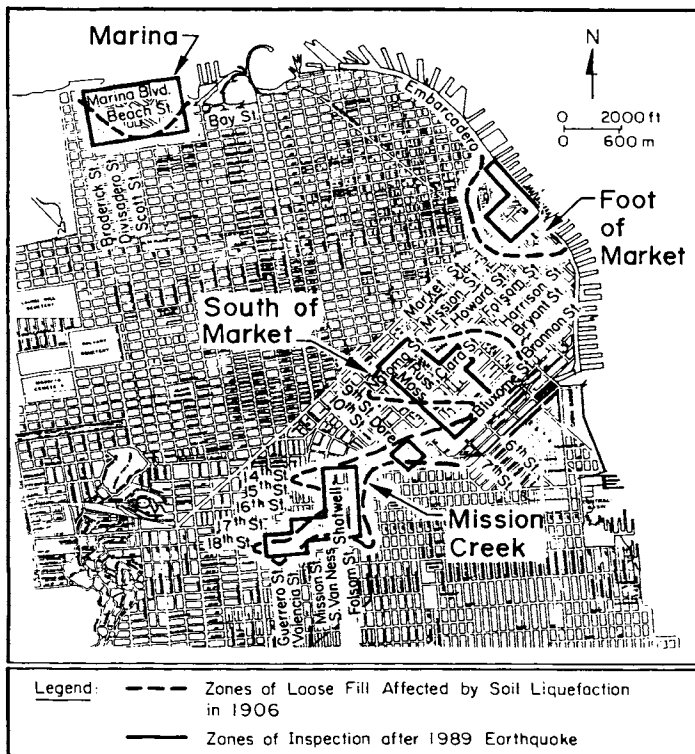 Marina
Marina Blvd.
Beach St.
Bay St.
Embarcadero
N
0 2000 ft
0 600 m
Broderick St.
Divisadero St.
Scott St.
Foot
of
Market
South of
Market
Market
Mission St.
Howard St.
Folsom St.
Harrison St.
Bryant St.
Brannan St.
Clara St.
Russ
Moss
Bluxome St.
6th St.
7th St.
9th St.
10th St.
Dore
15th St.
16th St.
17th St.
18th St.
Mission
Creek
Guerrero St.
Valencia St.
Mission St.
S. Van Ness
Shotwell
Folsom St.
Legend:
Zones of Loose Fill Affected by Soil Liquefaction
in 1906
Zones of Inspection after 1989 Earthquake